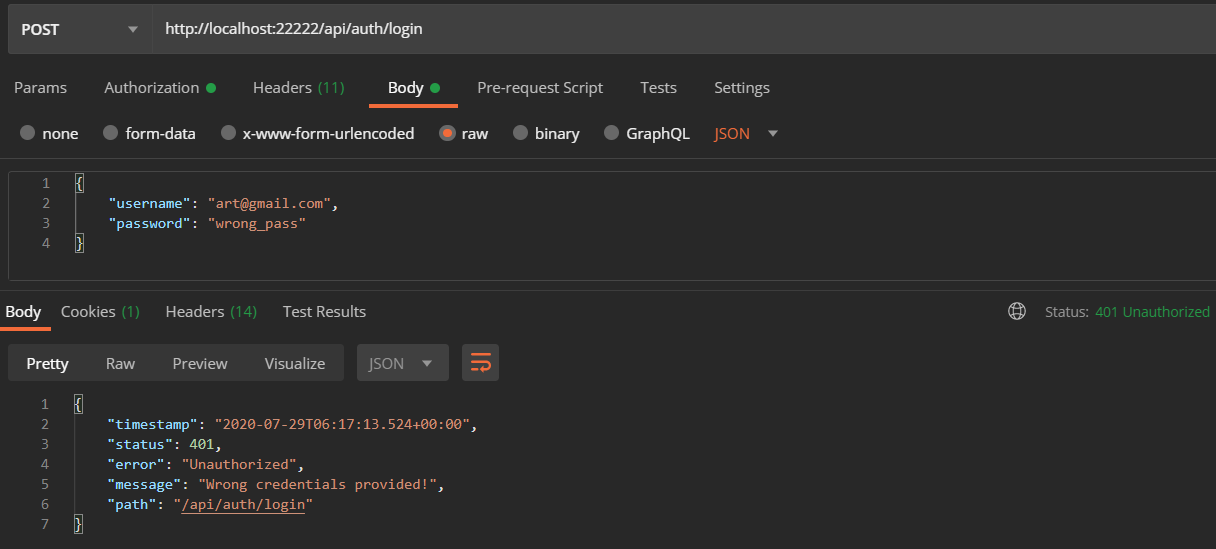 POST http://localhost:22222/api/auth/login
Params Authorization Headers (11) Body Pre-request Script Tests Settings
none form-data x-www-form-urlencoded raw binary GraphQL JSON
1 {
2 "username": "art@gmail.com",
3 "password": "wrong_pass"
4 }
Body Cookies (1) Headers (14) Test Results Status: 401 Unauthorized
Pretty Raw Preview Visualize JSON
1 {
2 "timestamp": "2020-07-29T06:17:13.524+00:00",
3 "status": 401,
4 "error": "Unauthorized",
5 "message": "Wrong credentials provided!",
6 "path": "/api/auth/login"
7 }